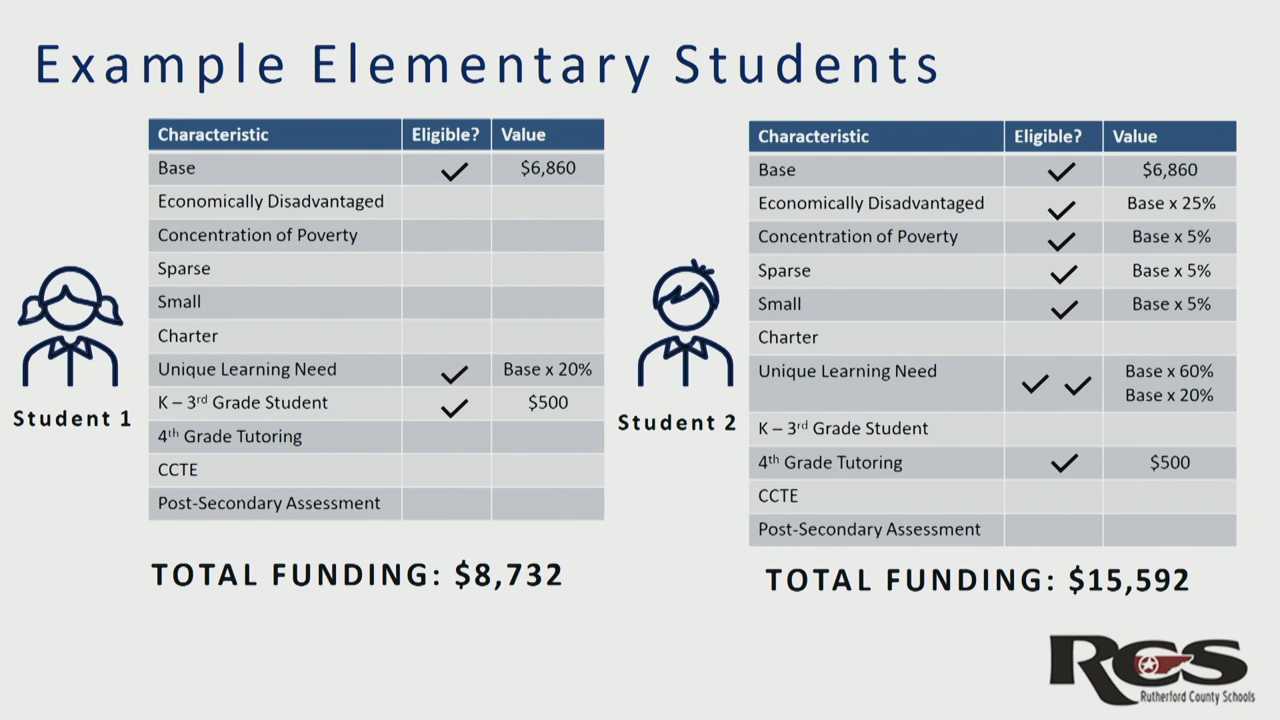 Example Elementary Students
Characteristic Eligible? Value
Base $6,860
Economically Disadvantaged
Concentration of Poverty
Sparse
Small
Charter
Unique Learning Need Base x 20%
K – 3rd Grade Student $500
4th Grade Tutoring
CCTE
Post-Secondary Assessment
Student 1
TOTAL FUNDING: $8,732
Characteristic Eligible? Value
Base $6,860
Economically Disadvantaged Base x 25%
Concentration of Poverty Base x 5%
Sparse Base x 5%
Small Base x 5%
Charter
Unique Learning Need Base x 60%
Base x 20%
K – 3rd Grade Student
4th Grade Tutoring $500
CCTE
Post-Secondary Assessment
Student 2
TOTAL FUNDING: $15,592
RCS
Rutherford County Schools